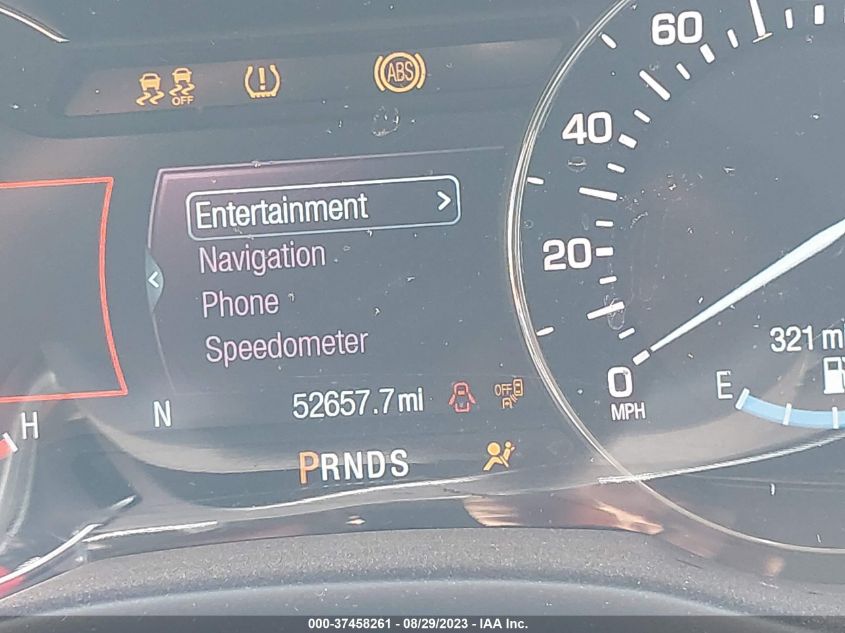 60
OFF
ABS
40
Entertainment >
Navigation
20
Phone
Speedometer
321 mi
52657.7 mi
OFF
0
MPH
E
H
N
PRNDS
000-37458261 - 08/29/2023 - IAA Inc.